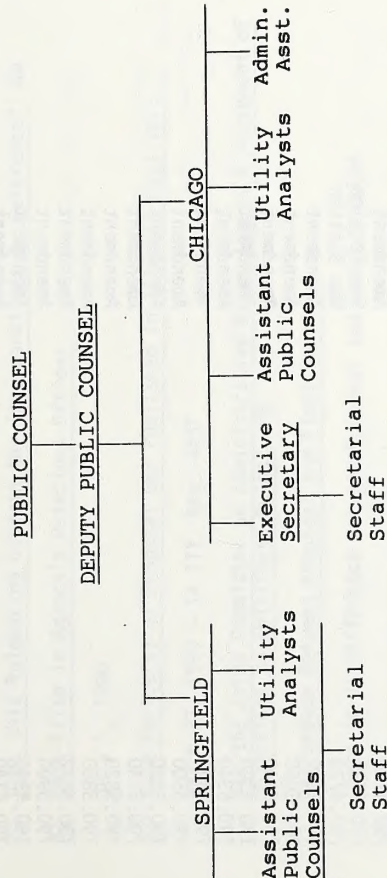 PUBLIC COUNSEL
DEPUTY PUBLIC COUNSEL
SPRINGFIELD
Assistant
Public
Counsels
Utility
Analysts
Secretarial
Staff
CHICAGO
Executive
Secretary
Secretarial
Staff
Assistant
Public
Counsels
Utility
Analysts
Admin.
Asst.